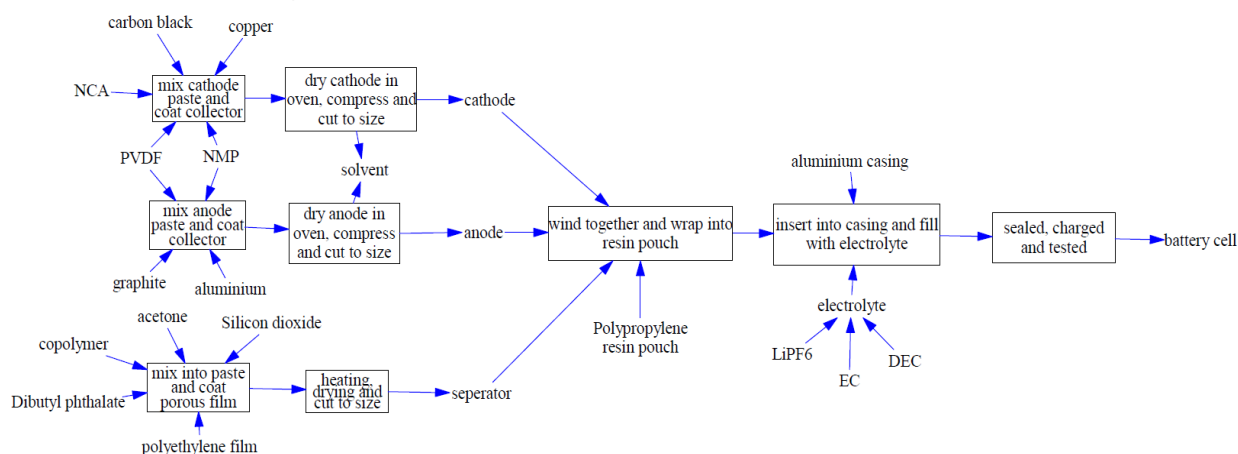 carbon black
copper
NCA
mix cathode
paste and
coat collector
dry cathode in
oven, compress and
cut to size
cathode
PVDF
NMP
solvent
aluminium casing
mix anode
paste and coat
collector
dry anode in
oven, compress
and cut to size
anode
wind together and wrap into
resin pouch
insert into casing and fill
with electrolyte
sealed, charged
and tested
battery cell
graphite
aluminium
acetone
Silicon dioxide
electrolyte
Polypropylene
resin pouch
LiPF6
EC
DEC
copolymer
mix into paste
and coat
porous film
heating,
drying and
cut to size
seperator
Dibutyl phthalate
polyethylene film